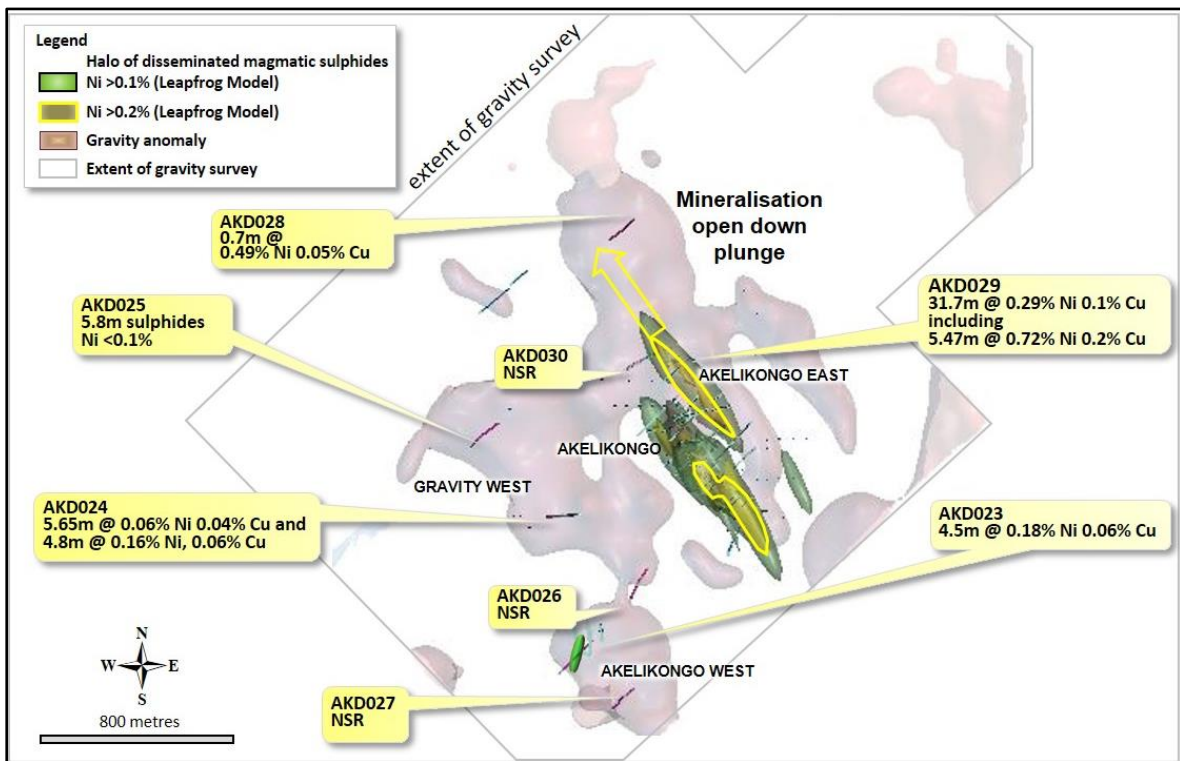 Legend
Halo of disseminated magmatic sulphides
Ni >0.1% (Leapfrog Model)
Ni >0.2% (Leapfrog Model)
Gravity anomaly
Extent of gravity survey
extent of gravity survey
Mineralisation
open down
plunge
AKD028
0.7m @
0.49% Ni 0.05% Cu
AKD025
5.8m sulphides
Ni <0.1%
AKD029
31.7m @ 0.29% Ni 0.1% Cu
including
5.47m @ 0.72% Ni 0.2% Cu
AKD030
NSR
AKELIKONGO EAST
AKELIKONGO
GRAVITY WEST
AKD024
5.65m @ 0.06% Ni 0.04% Cu and
4.8m @ 0.16% Ni, 0.06% Cu
AKD023
4.5m @ 0.18% Ni 0.06% Cu
AKD026
NSR
AKELIKONGO WEST
AKD027
NSR
N
W E
S
800 metres